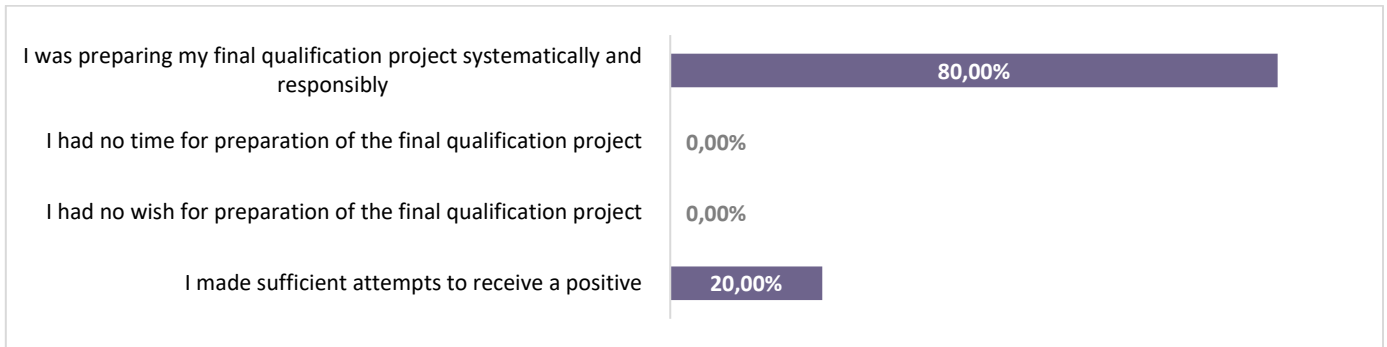 I was preparing my final qualification project systematically and
responsibly
80,00%
I had no time for preparation of the final qualification project
0,00%
I had no wish for preparation of the final qualification project
0,00%
I made sufficient attempts to receive a positive
20,00%